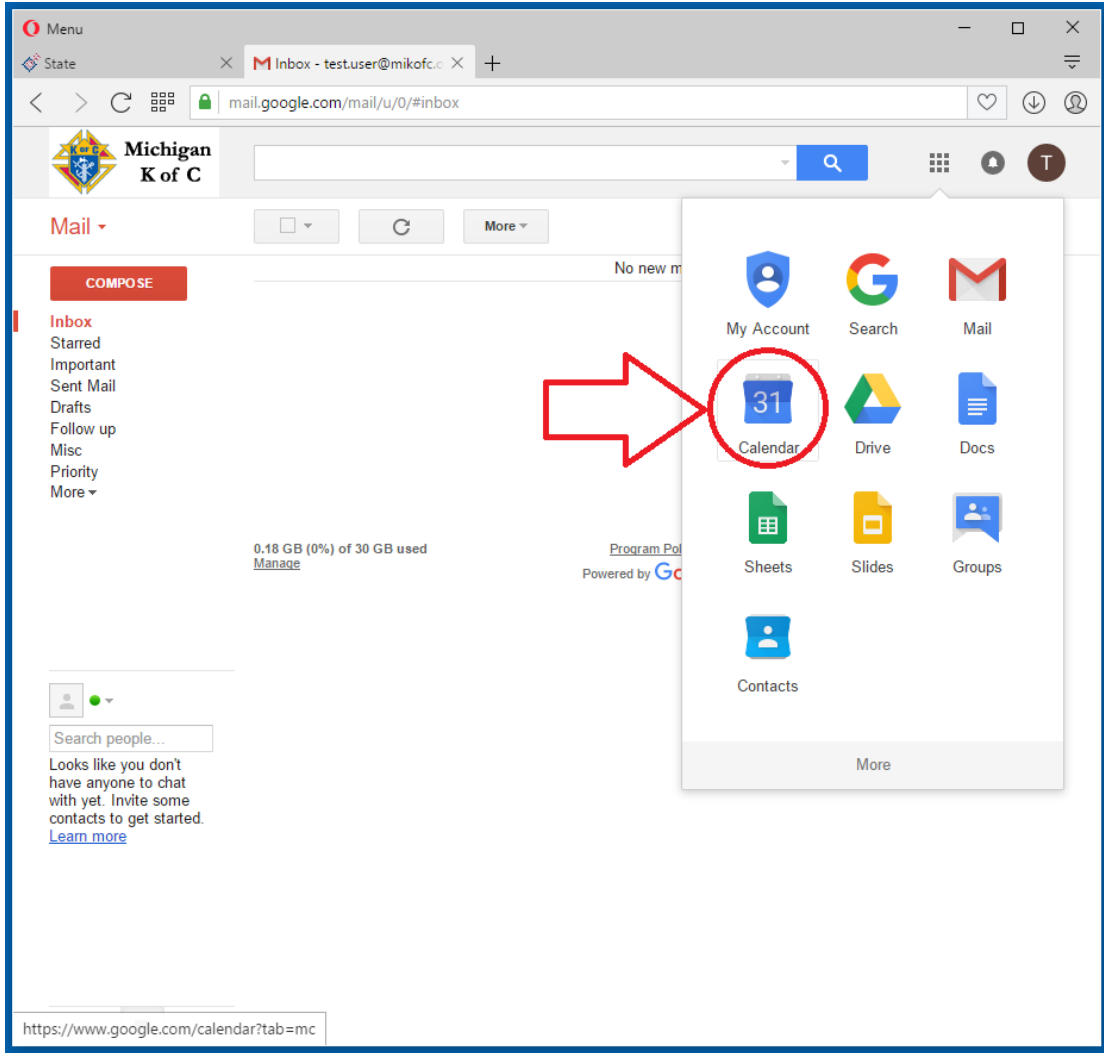 Menu
State
Inbox - test.user@mikofc.o
mail.google.com/mail/u/0/#inbox
K of C
Michigan
K of C
T
Mail
More
No new m
COMPOSE
Inbox
Starred
Important
Sent Mail
Drafts
Follow up
Misc
Priority
More
My Account Search Mail
31
Calendar Drive Docs
Sheets Slides Groups
Contacts
More
0.18 GB (0%) of 30 GB used
Manage
Program Pol
Powered by Go
Search people...
Looks like you don't
have anyone to chat
with yet. Invite some
contacts to get started.
Learn more
https://www.google.com/calendar?tab=mc